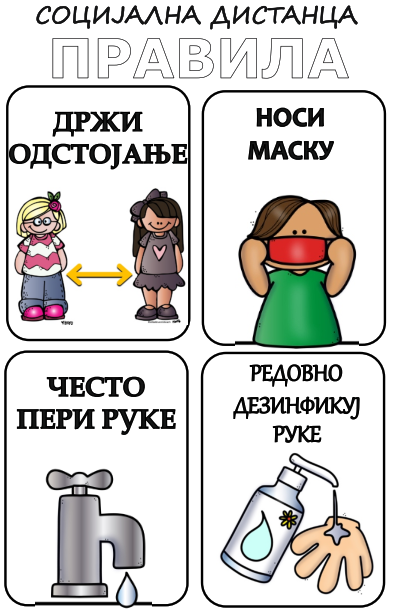 СОЦИЈАЛНА ДИСТАНЦА
ПРАВИЛА
ДРЖИ
ОДСТОЈАЊЕ
НОСИ
МАСКУ
ЧЕСТО
ПЕРИ РУКЕ
РЕДОВНО
ДЕЗИНФИКУЈ
РУКЕ